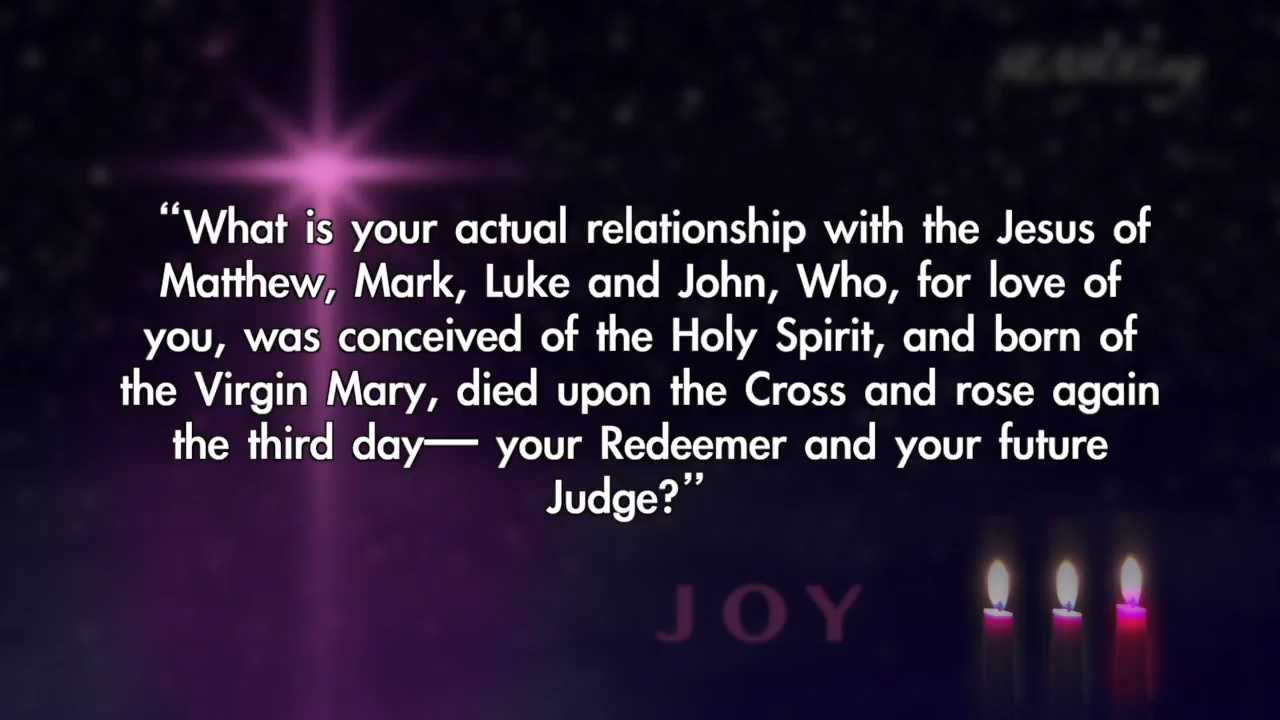 “What is your actual relationship with the Jesus of
Matthew, Mark, Luke and John, Who, for love of
you, was conceived of the Holy Spirit, and born of
the Virgin Mary, died upon the Cross and rose again
the third day— your Redeemer and your future
Judge?”
JOY